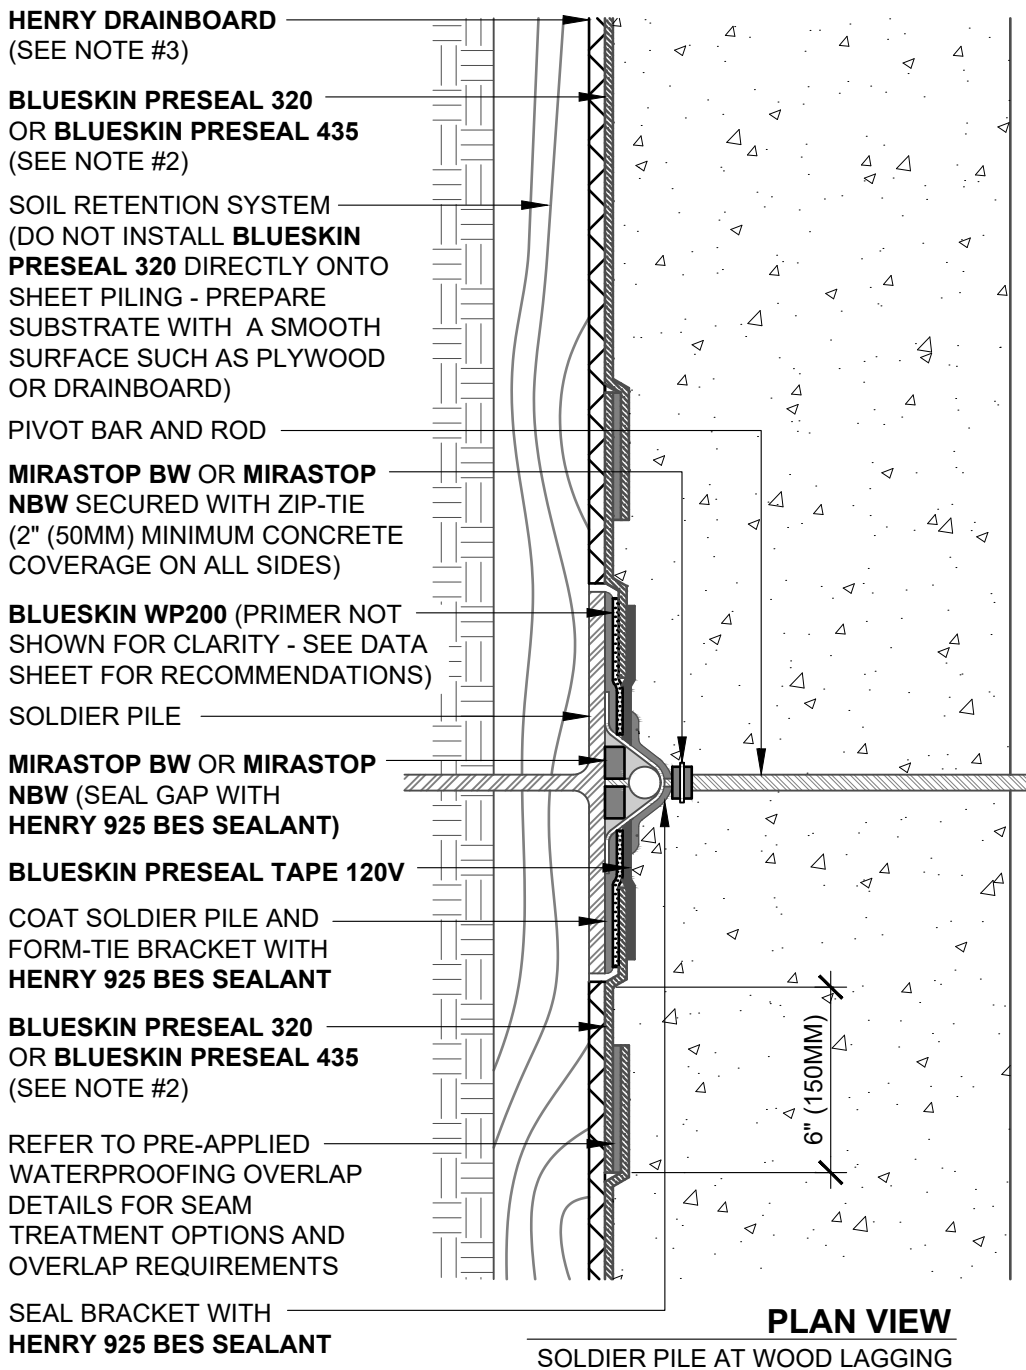 HENRY DRAINBOARD
(SEE NOTE #3)
BLUESKIN PRESEAL 320
OR BLUESKIN PRESEAL 435
(SEE NOTE #2)
SOIL RETENTION SYSTEM
(DO NOT INSTALL BLUESKIN
PRESEAL 320 DIRECTLY ONTO
SHEET PILING - PREPARE
SUBSTRATE WITH A SMOOTH
SURFACE SUCH AS PLYWOOD
OR DRAINBOARD)
PIVOT BAR AND ROD
MIRASTOP BW OR MIRASTOP
NBW SECURED WITH ZIP-TIE
(2" (50MM) MINIMUM CONCRETE
COVERAGE ON ALL SIDES)
BLUESKIN WP200 (PRIMER NOT
SHOWN FOR CLARITY - SEE DATA
SHEET FOR RECOMMENDATIONS)
SOLDIER PILE
MIRASTOP BW OR MIRASTOP
NBW (SEAL GAP WITH
HENRY 925 BES SEALANT)
BLUESKIN PRESEAL TAPE 120V
COAT SOLDIER PILE AND
FORM-TIE BRACKET WITH
HENRY 925 BES SEALANT
BLUESKIN PRESEAL 320
OR BLUESKIN PRESEAL 435
(SEE NOTE #2)
REFER TO PRE-APPLIED
WATERPROOFING OVERLAP
DETAILS FOR SEAM
TREATMENT OPTIONS AND
OVERLAP REQUIREMENTS
SEAL BRACKET WITH
HENRY 925 BES SEALANT
6" (150MM)
PLAN VIEW
SOLDIER PILE AT WOOD LAGGING